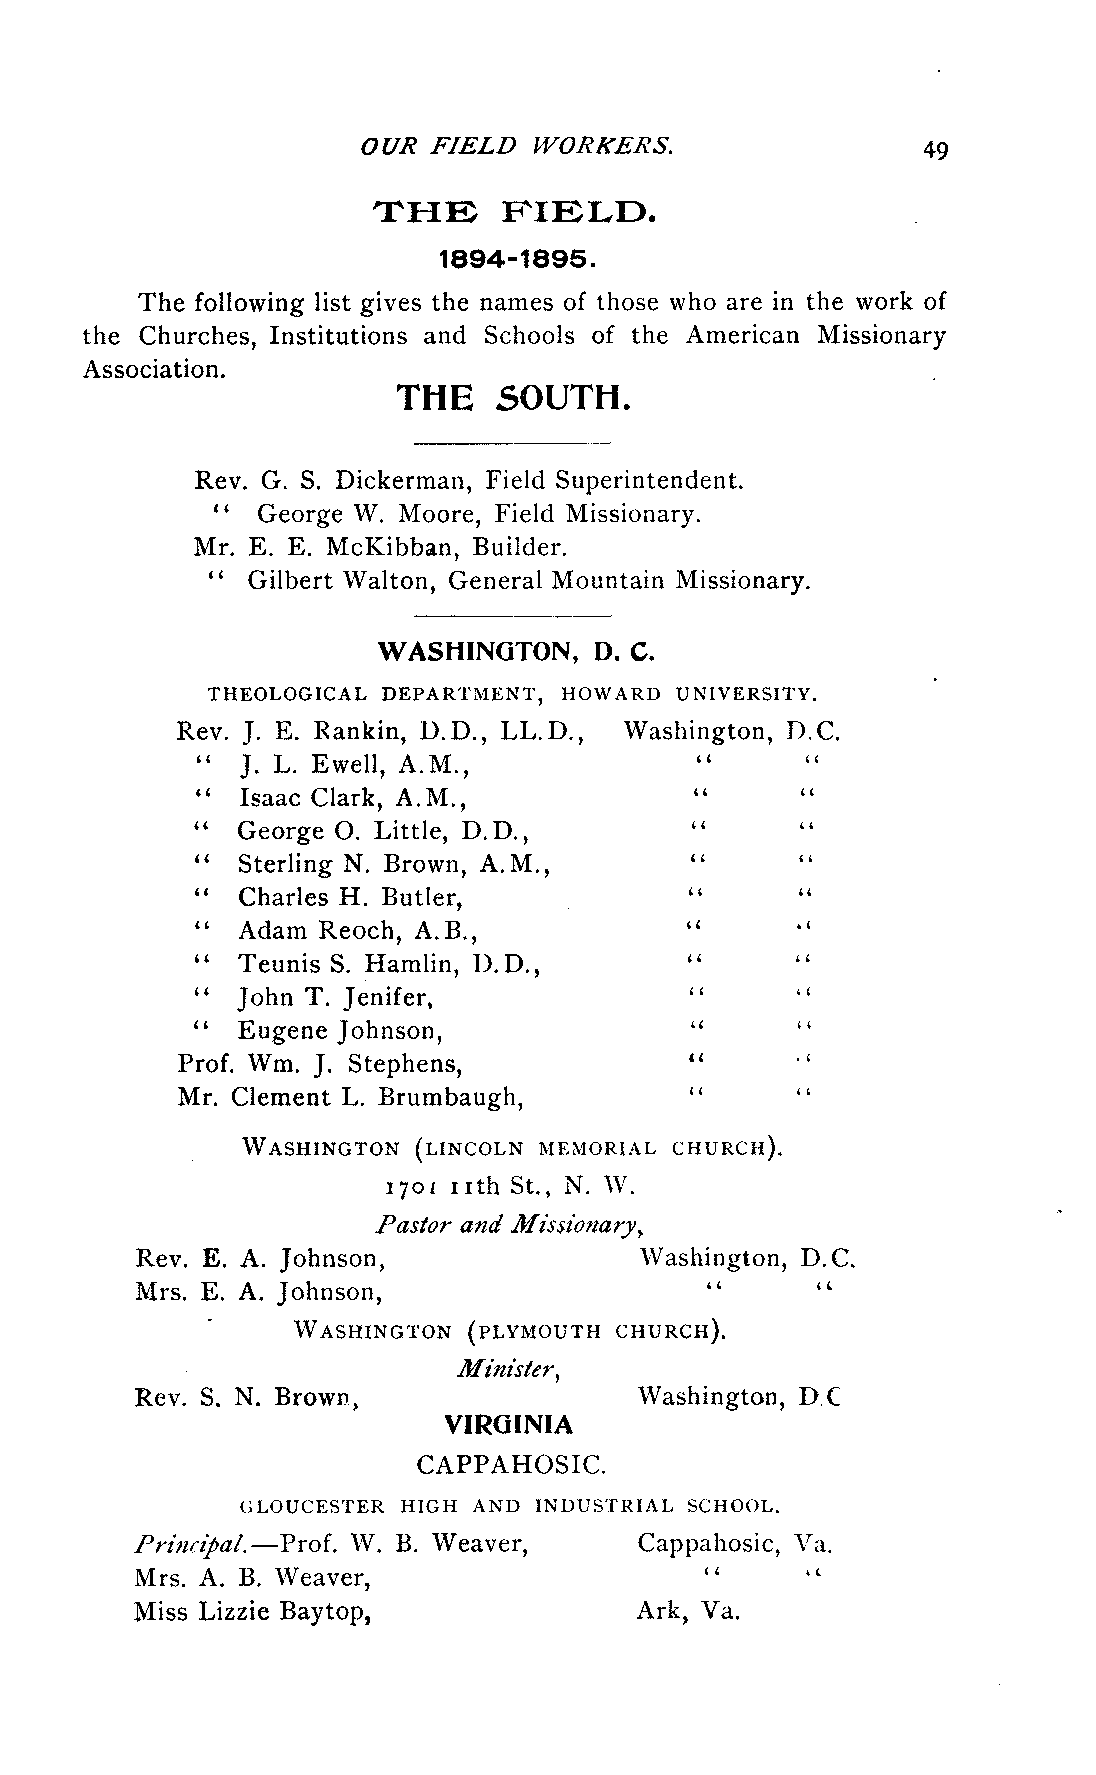 OUR FIELD WORKERS. 49
THE FIELD.
1894-1895.
The following list gives the names of those who are in the work of
the Churches, Institutions and Schools of the American Missionary
Association.
THE SOUTH.
Rev. G. S. Dickerman, Field Superintendent.
" George W. Moore, Field Missionary.
Mr. E. E. McKibban, Builder.
" Gilbert Walton, General Mountain Missionary.
WASHINGTON, D. C.
THEOLOGICAL DEPARTMENT, HOWARD UNIVERSITY.
Rev. J. E. Rankin, D.D., LL.D., Washington, D.C.
" J. L. Ewell, A.M., " "
" Isaac Clark, A.M., " "
" George O. Little, D.D., " "
" Sterling N. Brown, A.M., " "
" Charles H. Butler, " "
" Adam Reoch, A.B., " "
" Teunis S. Hamlin, D.D., " "
" John T. Jenifer, " "
" Eugene Johnson, " "
Prof. Wm. J. Stephens, " "
Mr. Clement L. Brumbaugh, " "
WASHINGTON (LINCOLN MEMORIAL CHURCH).
1701 11th St., N. W.
Pastor and Missionary,
Rev. E. A. Johnson, Washington, D.C.
Mrs. E. A. Johnson, " "
WASHINGTON (PLYMOUTH CHURCH).
Minister,
Rev. S. N. Brown, Washington, D.C
VIRGINIA
CAPPAHOSIC.
GLOUCESTER HIGH AND INDUSTRIAL SCHOOL.
Principal.—Prof. W. B. Weaver, Cappahosic, Va.
Mrs. A. B. Weaver, " "
Miss Lizzie Baytop, Ark, Va.